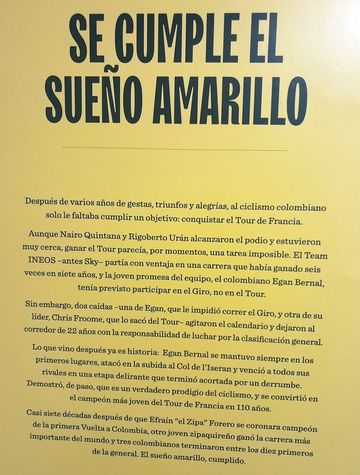 SE CUMPLE EL
SUEÑO AMARILLO
Después de varios años de gestas, triunfos y alegrías, al ciclismo colombiano
solo le faltaba cumplir un objetivo: conquistar el Tour de Francia.
Aunque Nairo Quintana y Rigoberto Urán alcanzaron el podio y estuvieron
muy cerca, ganar el Tour parecía, por momentos, una tarea imposible. El Team
INEOS –antes Sky– partía con ventaja en una carrera que había ganado seis
veces en siete años, y la joven promesa del equipo, el colombiano Egan Bernal,
tenía previsto participar en el Giro, no en el Tour.
Sin embargo, dos caídas –una de Egan, que le impidió correr el Giro, y otra de su
líder, Chris Froome, que lo sacó del Tour– agitaron el calendario y dejaron al
corredor de 22 años con la responsabilidad de luchar por la clasificación general.
Lo que vino después ya es historia: Egan Bernal se mantuvo siempre en los
primeros lugares, atacó en la subida al Col de l'Iseran y venció a todos sus
rivales en una etapa delirante que terminó acortada por un derrumbe.
Demostró, de paso, que es un verdadero prodigio del ciclismo, y se convirtió en
el campeón más joven del Tour de Francia en 110 años.
Casi siete décadas después de que Efraín "el Zipa" Forero se coronara campeón
de la primera Vuelta a Colombia, otro joven zipaquireño ganó la carrera más
importante del mundo y tres colombianos terminaron entre los diez primeros
de la general. El sueño amarillo, cumplido.